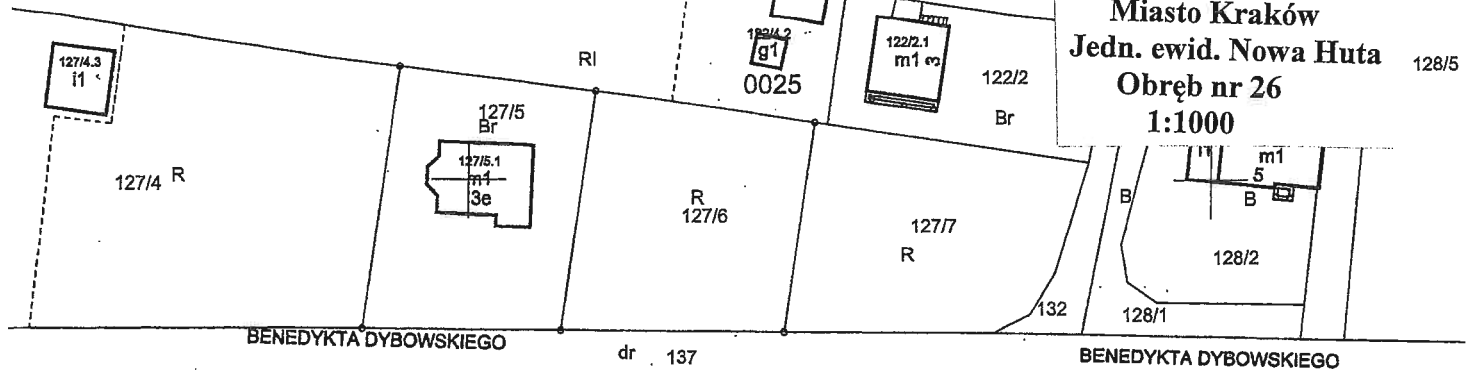 Miasto Kraków
Jedn. ewid. Nowa Huta
Obręb nr 26
1:1000
128/5
127/4.3
i1
RI
g1
0025
122/2.1
m1 3
122/2
Br
127/5
Br
127/5.1
m1
3e
127/4 R
R
127/6
127/7
R
132
B
m1
5
B
128/2
128/1
BENEDYKTA DYBOWSKIEGO
dr
137
BENEDYKTA DYBOWSKIEGO